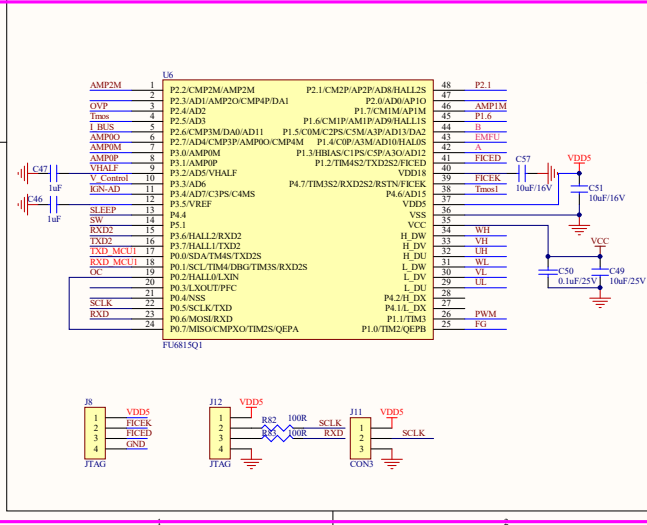 U6
AMP2M 1 P2.2/CMP2M/AMP2M P2.1/CM2P/AP2P/AD8/HALL2S 48 P2.1
2 P2.3/AD1/AMP2O/CMP4P/DA1 P2.0/AD0/AP1O 47
OVP 3 P2.4/AD2 P1.7/CM1M/AP1M 46 AMP1M
Tmos 4 P2.5/AD3 P1.6/CM1P/AM1P/AD9/HALL1S 45 P1.6
I_BUS 5 P2.6/CMP3M/DA0/AD11 P1.5/C0M/C2PS/C5M/A3P/AD13/DA2 44 B
AMP0O 6 P2.7/AD4/CMP3P/AMP0O/CMP4M P1.4/C0P/A3M/AD10/HAL0S 43 EMFU
AMP0M 7 P3.0/AMP0M P1.3/HBIAS/C1PS/C5P/A3O/AD12 42 A
AMP0P 8 P3.1/AMP0P P1.2/TIM4S2/TXD2S2/FICED 41 FICED
C47 VHALF 9 P3.2/AD5/VHALF VDD18 40 C57 VDD5
1uF V_Control 10 P3.3/AD6 P4.7/TIM3S2/RXD2S2/RSTN/FICEK 39 FICEK 10uF/16V
C46 IGN-AD 11 P3.4/AD7/C3PS/C4MS P4.6/AD15 38 Tmos1 C51
1uF 12 P3.5/VREF VDD5 37 10uF/16V
SLEEP 13 P4.4 VSS 36
SW 14 P5.1 VCC 35
RXD2 15 P3.6/HALL2/RXD2 H_DW 34 WH VCC
TXD2 16 P3.7/HALL1/TXD2 H_DV 33 VH
TXD_MCU1 17 P0.0/SDA/TM4S/TXD2S H_DU 32 UH
RXD_MCU1 18 P0.1/SCL/TIM4/DBG/TIM3S/RXD2S L_DW 31 WL
OC 19 P0.2/HALL0/LXIN L_DV 30 VL C50 C49
20 P0.3/LXOUT/PFC L_DU 29 UL 0.1uF/25V 10uF/25V
21 P0.4/NSS P4.2/H_DX 28
SCLK 22 P0.5/SCLK/TXD P4.1/L_DX 27
RXD 23 P0.6/MOSI/RXD P1.1/TIM3 26 PWM
24 P0.7/MISO/CMPXO/TIM2S/QEPA P1.0/TIM2/QEPB 25 FG
FU6815Q1
J8
1 VDD5
2 FICEK
3 FICED
4 GND
JTAG
J12
VDD5
1
2 R82 100R SCLK
3 R83 100R RXD
4
JTAG
J11
VDD5
1
2 SCLK
3
CON3